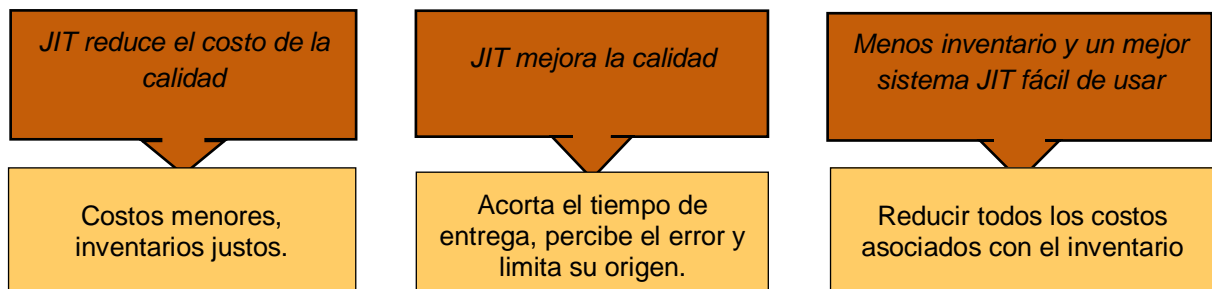 JIT reduce el costo de la
calidad
Costos menores,
inventarios justos.
JIT mejora la calidad
Acorta el tiempo de
entrega, percibe el error y
limita su origen.
Menos inventario y un mejor
sistema JIT fácil de usar
Reducir todos los costos
asociados con el inventario